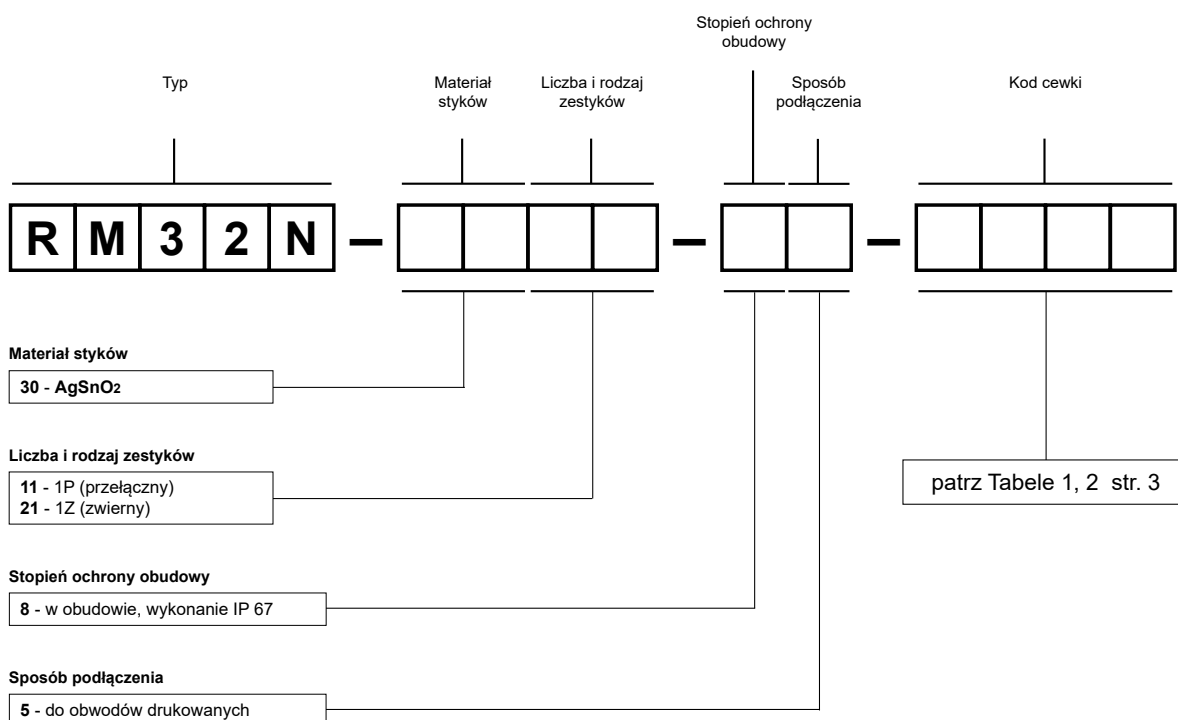 Stopień ochrony
obudowy
Typ
Materiał
styków
Liczba i rodzaj
zestyków
Sposób
podłączenia
Kod cewki
RM32N – –  –
Materiał styków
30 - AgSnO2
Liczba i rodzaj zestyków
11 - 1P (przełączny)
21 - 1Z (zwierny)
patrz Tabele 1, 2 str. 3
Stopień ochrony obudowy
8 - w obudowie, wykonanie IP 67
Sposób podłączenia
5 - do obwodów drukowanych